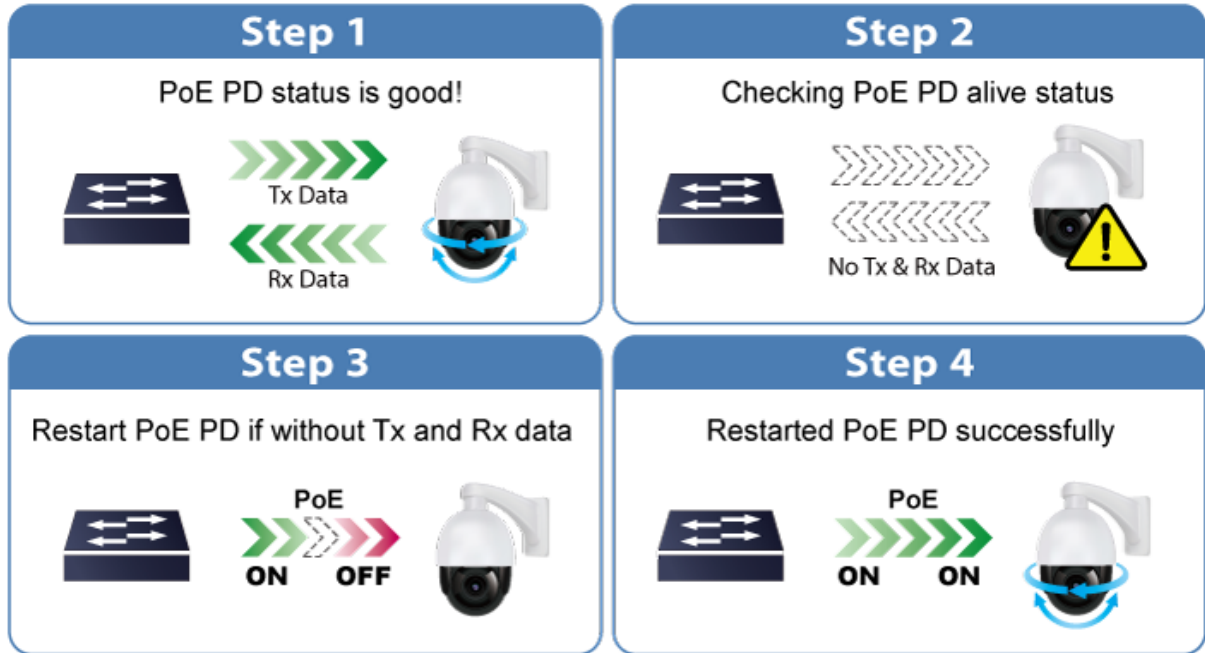 Step 1
PoE PD status is good!
Tx Data
Rx Data
Step 2
Checking PoE PD alive status
No Tx & Rx Data
Step 3
Restart PoE PD if without Tx and Rx data
PoE
ON OFF
Step 4
Restarted PoE PD successfully
PoE
ON ON